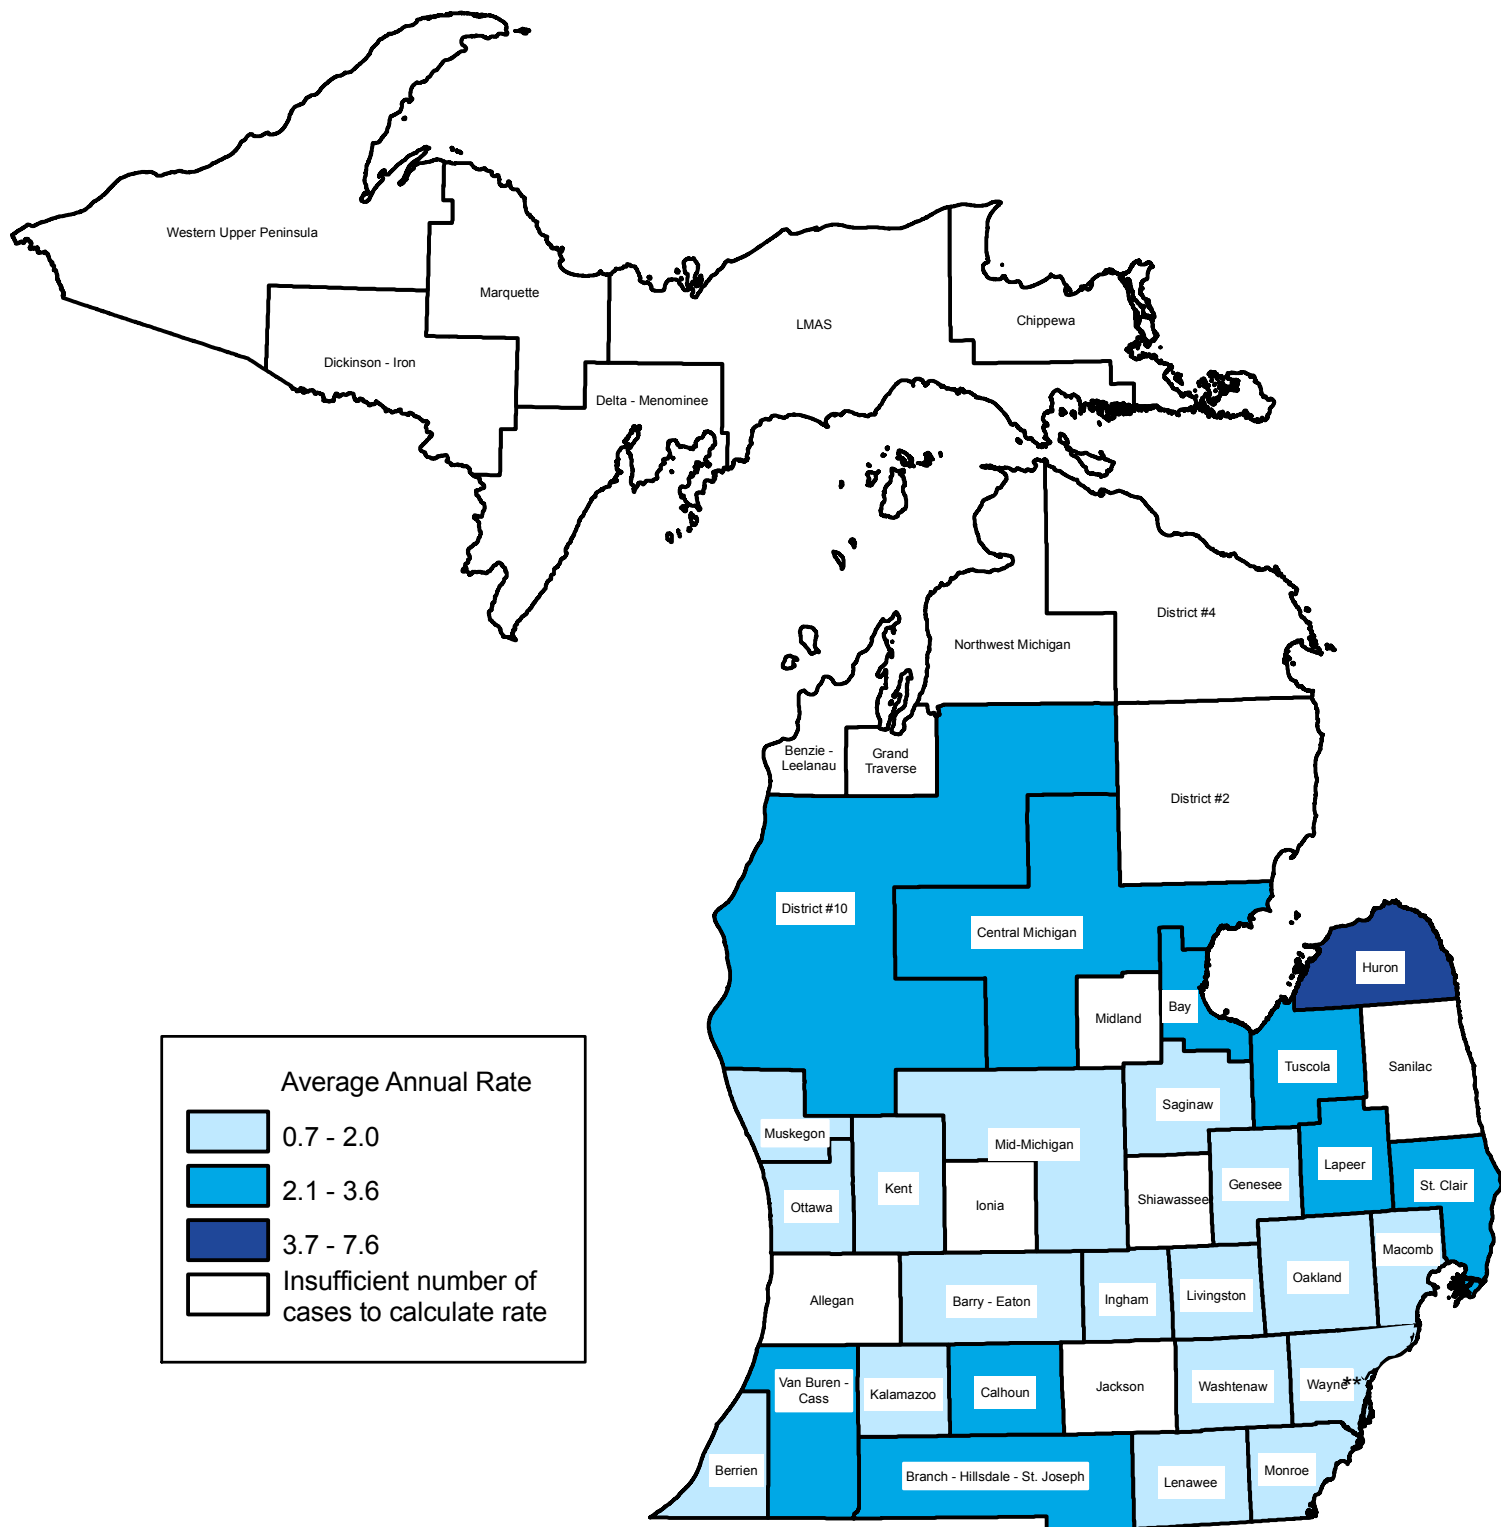 Western Upper Peninsula
Marquette
LMAS
Chippewa
Dickinson - Iron
Delta - Menominee
District #4
Northwest Michigan
Benzie -
Leelanau
Grand
Traverse
District #2
District #10
Central Michigan
Huron
Bay
Midland
Tuscola
Sanilac
Average Annual Rate
0.7 - 2.0
2.1 - 3.6
3.7 - 7.6
Insufficient number of
cases to calculate rate
Saginaw
Muskegon
Mid-Michigan
Lapeer
Genesee
St. Clair
Kent
Shiawassee
Ottawa
Ionia
Macomb
Oakland
Livingston
Ingham
Barry - Eaton
Allegan
Van Buren -
Cass
Kalamazoo
Calhoun
Jackson
Washtenaw
Wayne**
Berrien
Branch - Hillsdale - St. Joseph
Lenawee
Monroe